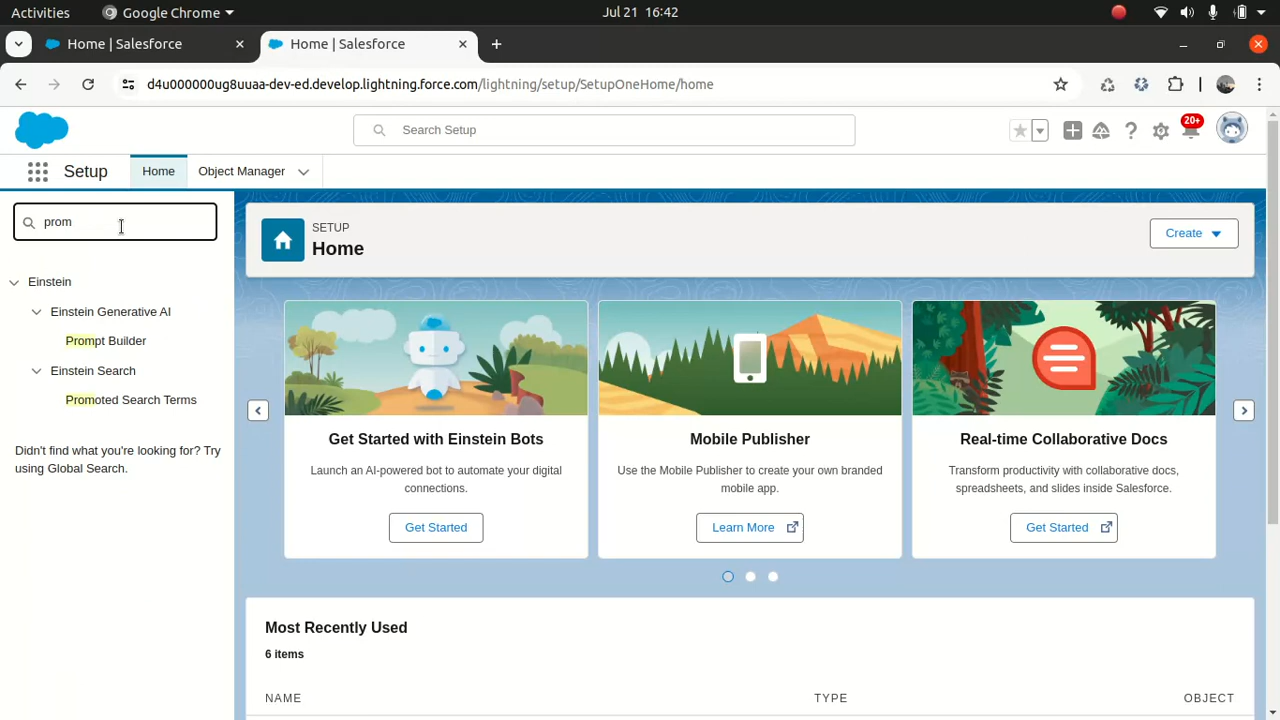 Activities
Google Chrome
Jul 21 16:42
Home | Salesforce
Home | Salesforce
d4u000000ug8uuaa-dev-ed.develop.lightning.force.com/lightning/setup/SetupOneHome/home
Search Setup
20+
Setup
Home
Object Manager
prom
Einstein
Einstein Generative AI
Prompt Builder
Einstein Search
Promoted Search Terms
Didn't find what you're looking for? Try
using Global Search.
SETUP
Home
Create
Get Started with Einstein Bots
Launch an AI-powered bot to automate your digital
connections.
Get Started
Mobile Publisher
Use the Mobile Publisher to create your own branded
mobile app.
Learn More
Real-time Collaborative Docs
Transform productivity with collaborative docs,
spreadsheets, and slides inside Salesforce.
Get Started
Most Recently Used
6 items
NAME
TYPE
OBJECT